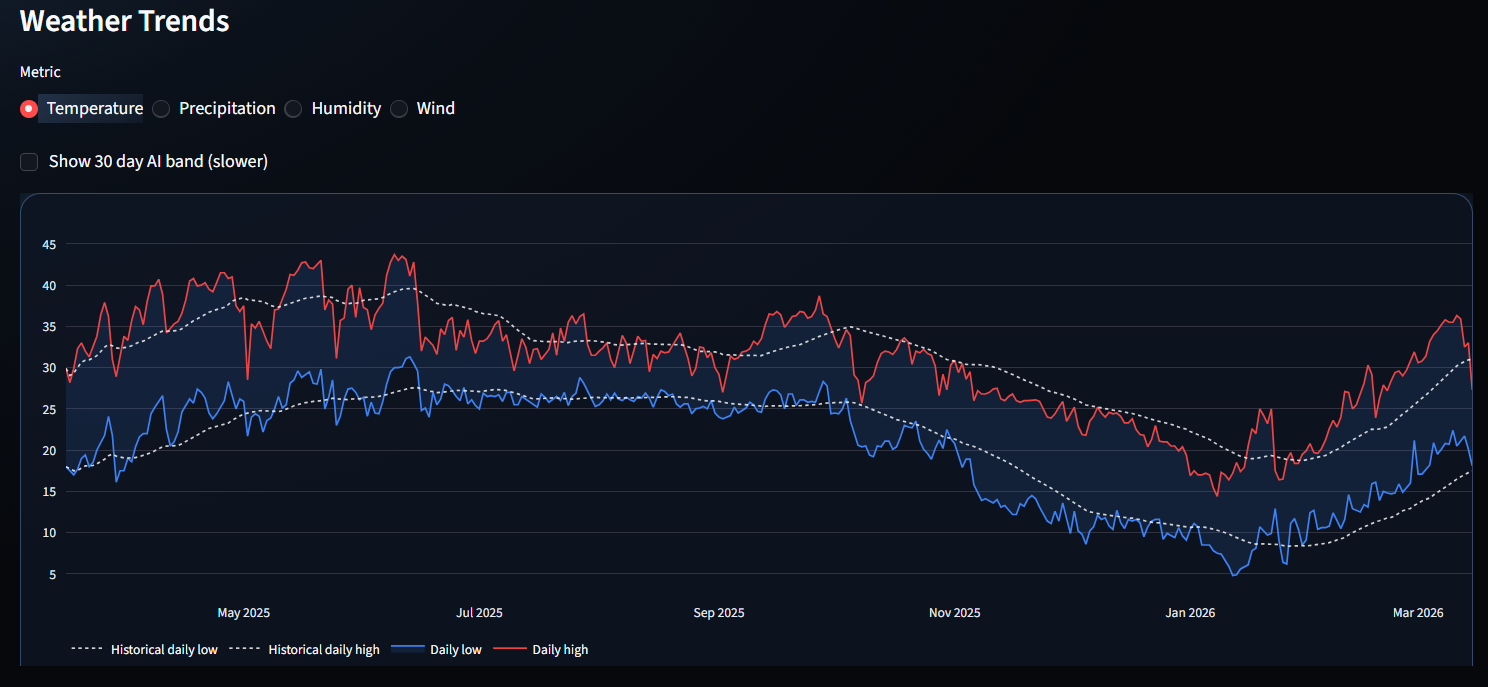 Weather Trends
Metric
Temperature Precipitation Humidity Wind
Show 30 day AI band (slower)
45
40
35
30
25
20
15
10
5
May 2025 Jul 2025 Sep 2025 Nov 2025 Jan 2026 Mar 2026
Historical daily low Historical daily high Daily low Daily high